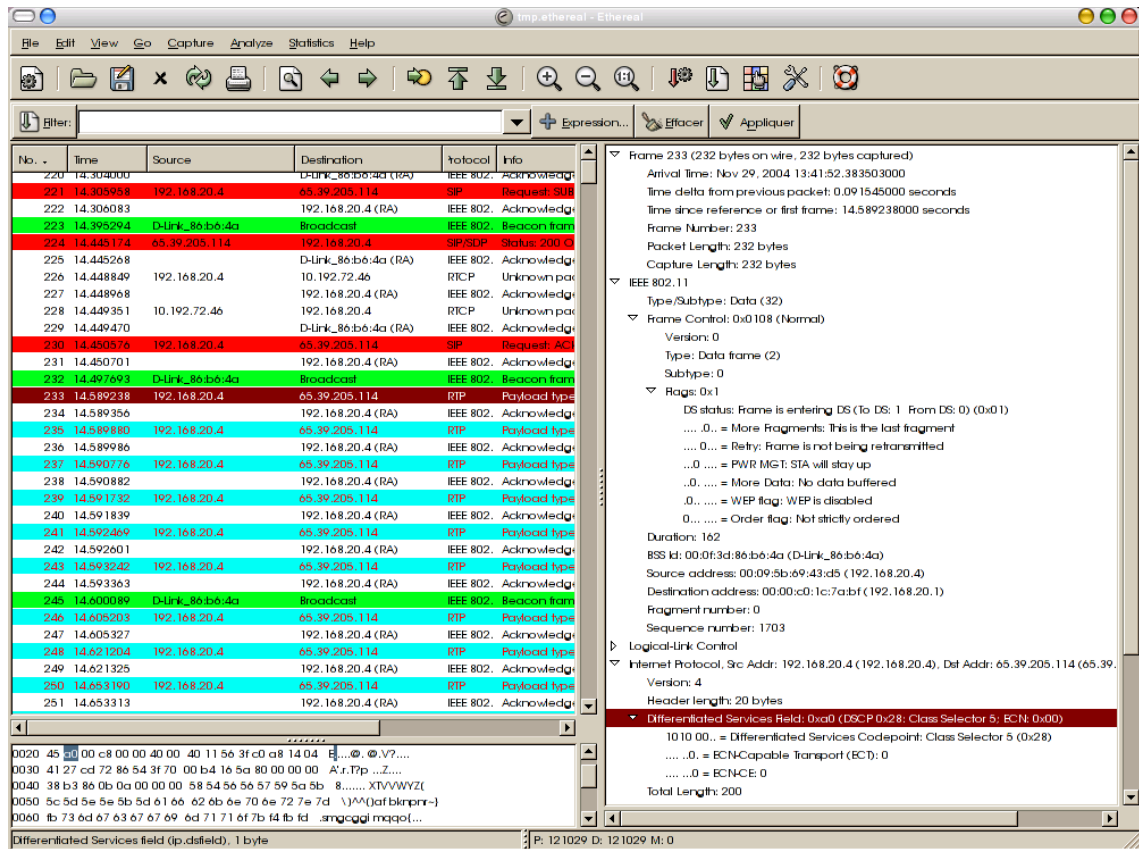 tmp.ethereal - Ethereal
File Edit View Go Capture Analyze Statistics Help
Filter: Expression... Effacer Appliquer
No. . Time Source Destination Protocol Info
220 14.304000 D-Link_86:b6:4a (RA) IEEE 802. Acknowledge
221 14.305958 192.168.20.4 65.39.205.114 SIP Request: SUB
222 14.306083 192.168.20.4 (RA) IEEE 802. Acknowledge
223 14.395294 D-Link_86:b6:4a Broadcast IEEE 802. Beacon fram
224 14.445174 65.39.205.114 192.168.20.4 SIP/SDP Status: 200 O
225 14.445268 D-Link_86:b6:4a (RA) IEEE 802. Acknowledge
226 14.448849 192.168.20.4 10.192.72.46 RTCP Unknown pac
227 14.448968 192.168.20.4 (RA) IEEE 802. Acknowledge
228 14.449351 10.192.72.46 192.168.20.4 RTCP Unknown pac
229 14.449470 D-Link_86:b6:4a (RA) IEEE 802. Acknowledge
230 14.450576 192.168.20.4 65.39.205.114 SIP Request: ACK
231 14.450701 192.168.20.4 (RA) IEEE 802. Acknowledge
232 14.497693 D-Link_86:b6:4a Broadcast IEEE 802. Beacon fram
233 14.589238 192.168.20.4 65.39.205.114 RTP Payload type
234 14.589356 192.168.20.4 (RA) IEEE 802. Acknowledge
235 14.589880 192.168.20.4 65.39.205.114 RTP Payload type
236 14.589986 192.168.20.4 (RA) IEEE 802. Acknowledge
237 14.590776 192.168.20.4 65.39.205.114 RTP Payload type
238 14.590882 192.168.20.4 (RA) IEEE 802. Acknowledge
239 14.591732 192.168.20.4 65.39.205.114 RTP Payload type
240 14.591839 192.168.20.4 (RA) IEEE 802. Acknowledge
241 14.592469 192.168.20.4 65.39.205.114 RTP Payload type
242 14.592601 192.168.20.4 (RA) IEEE 802. Acknowledge
243 14.593242 192.168.20.4 65.39.205.114 RTP Payload type
244 14.593363 192.168.20.4 (RA) IEEE 802. Acknowledge
245 14.600089 D-Link_86:b6:4a Broadcast IEEE 802. Beacon fram
246 14.605203 192.168.20.4 65.39.205.114 RTP Payload type
247 14.605327 192.168.20.4 (RA) IEEE 802. Acknowledge
248 14.621204 192.168.20.4 65.39.205.114 RTP Payload type
249 14.621325 192.168.20.4 (RA) IEEE 802. Acknowledge
250 14.653190 192.168.20.4 65.39.205.114 RTP Payload type
251 14.653313 192.168.20.4 (RA) IEEE 802. Acknowledge
Frame 233 (232 bytes on wire, 232 bytes captured)
Arrival Time: Nov 29, 2004 13:41:52.383503000
Time delta from previous packet: 0.091545000 seconds
Time since reference or first frame: 14.589238000 seconds
Frame Number: 233
Packet Length: 232 bytes
Capture Length: 232 bytes
IEEE 802.11
Type/Subtype: Data (32)
Frame Control: 0x0108 (Normal)
Version: 0
Type: Data frame (2)
Subtype: 0
Flags: 0x1
DS status: Frame is entering DS (To DS: 1 From DS: 0) (0x01)
.... .0.. = More Fragments: This is the last fragment
.... 0... = Retry: Frame is not being retransmitted
...0 .... = PWR MGT: STA will stay up
..0. .... = More Data: No data buffered
.0.. .... = WEP flag: WEP is disabled
0... .... = Order flag: Not strictly ordered
Duration: 162
BSS Id: 00:0f:3d:86:b6:4a (D-Link_86:b6:4a)
Source address: 00:09:5b:69:43:d5 (192.168.20.4)
Destination address: 00:00:c0:1c:7a:bf (192.168.20.1)
Fragment number: 0
Sequence number: 1703
Logical-Link Control
Internet Protocol, Src Addr: 192.168.20.4 (192.168.20.4), Dst Addr: 65.39.205.114 (65.39.
Version: 4
Header length: 20 bytes
Differentiated Services Field: 0xa0 (DSCP 0x28: Class Selector 5; ECN: 0x00)
1010 00.. = Differentiated Services Codepoint: Class Selector 5 (0x28)
.... ..0. = ECN-Capable Transport (ECT): 0
.... ...0 = ECN-CE: 0
Total Length: 200
0020 45 a0 00 c8 00 00 40 00 40 11 56 3f c0 a8 14 04 E....@. @.V?....
0030 41 27 cd 72 86 54 3f 70 00 b4 16 5a 80 00 00 00 A'.r.T?p ...Z....
0040 38 b3 86 0b 0a 00 00 00 58 54 56 56 57 59 5a 5b 8....... XTVVWYZ[
0050 5c 5d 5e 5e 5b 5d 61 66 62 6b 6e 70 6e 72 7e 7d \]^^[]af bknpnr~}
0060 fb 73 6d 67 63 67 67 69 6d 71 71 6f 7b f4 fb fd .smgcggi mqqo{...
Differentiated Services field (ip.dsfield), 1 byte P: 121029 D: 121029 M: 0